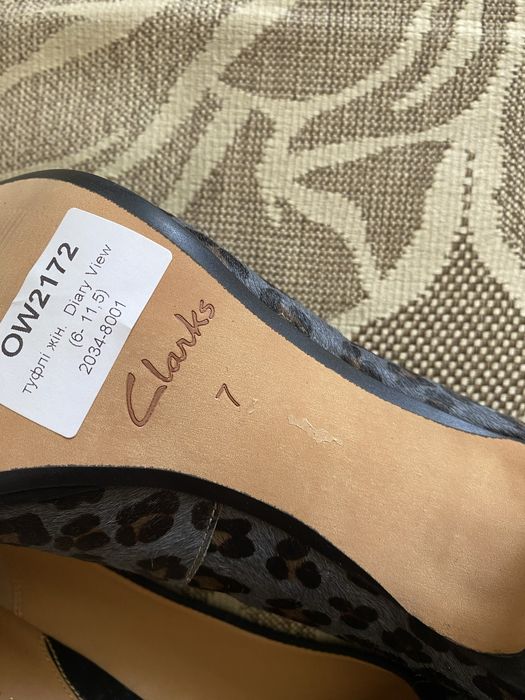 OW2172
туфлі жін. Diary View
(6- 11.5)
2034-8001
Clarks
7